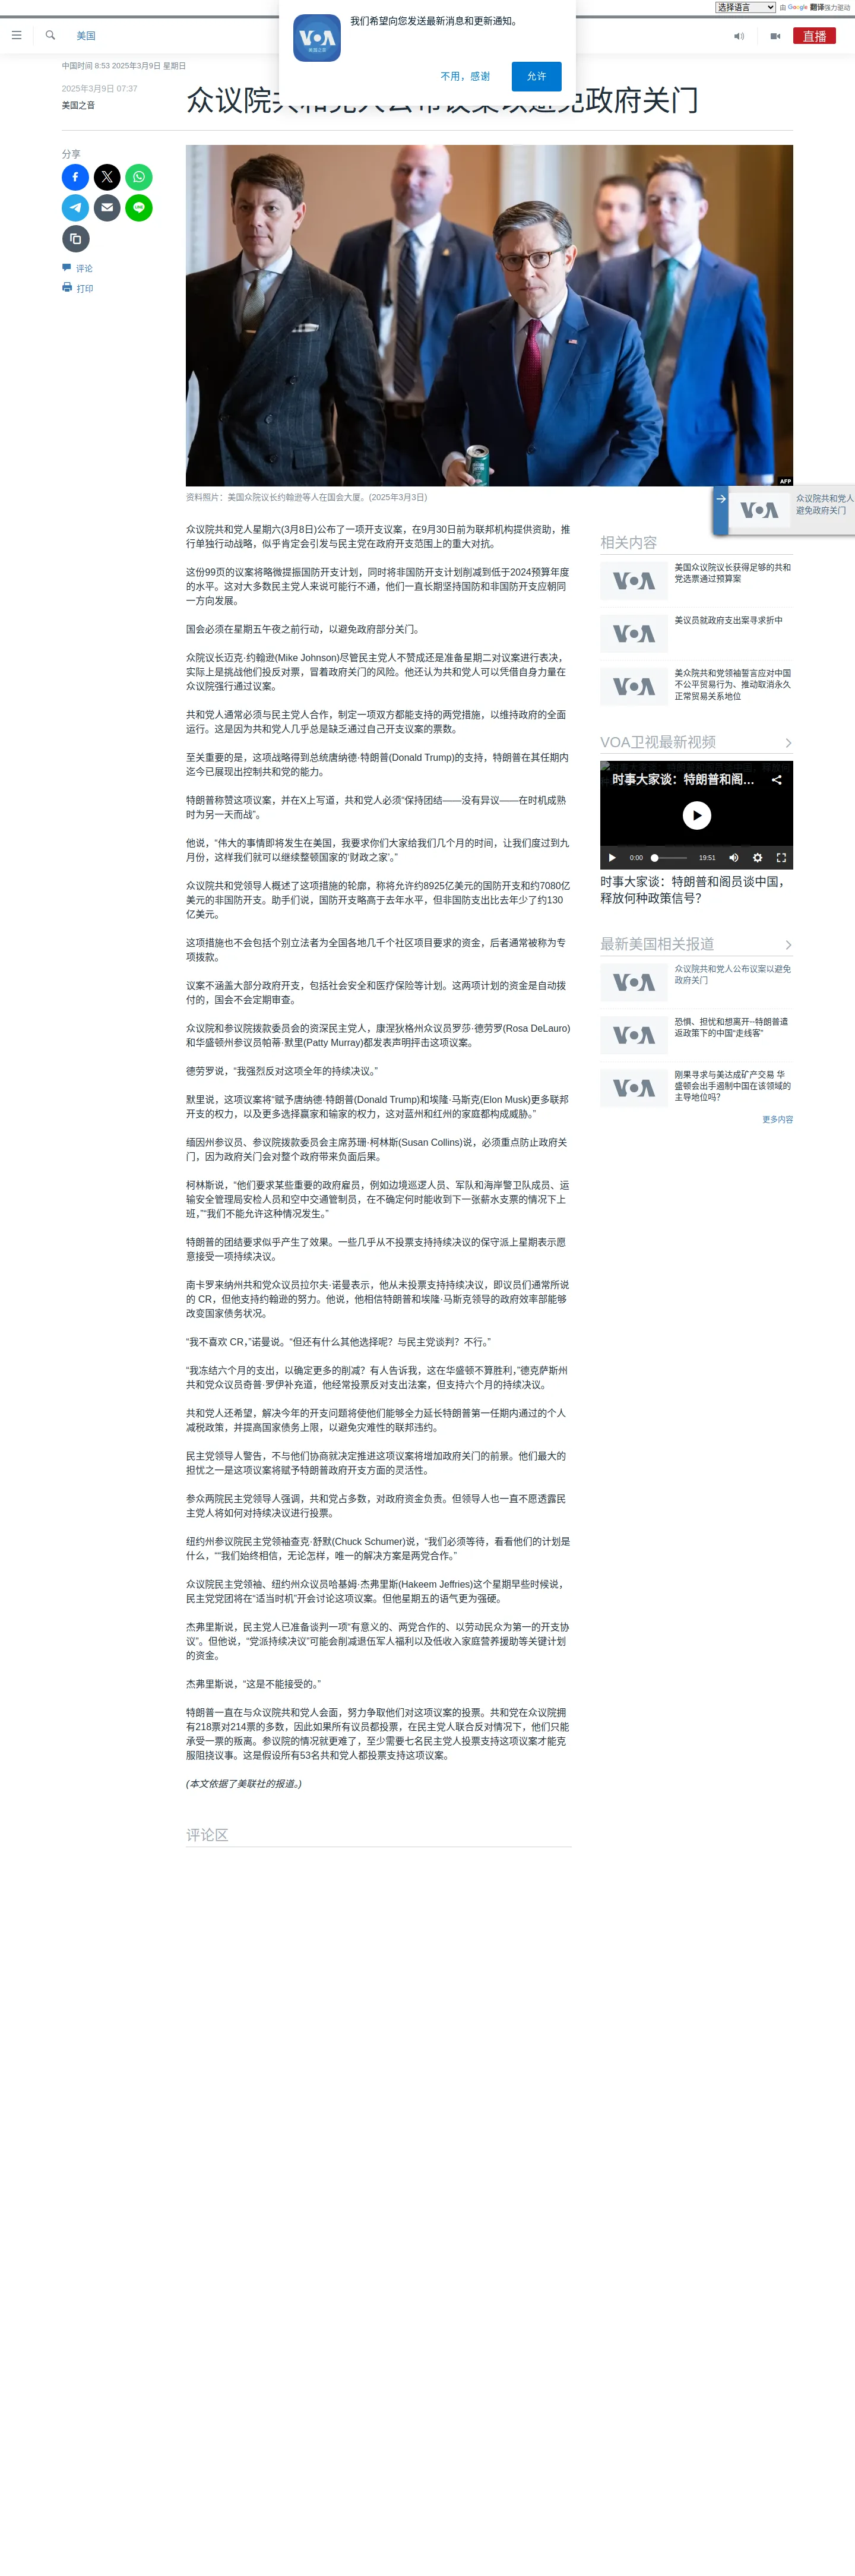 选择语言 由 Google 翻译强力驱动
VOA
美国之音
我们希望向您发送最新消息和更新通知。
不用，感谢
允许
美国
直播
中国时间 8:53 2025年3月9日 星期日
2025年3月9日 07:37
美国之音
众议院共和党人公布议案以避免政府关门
分享
评论
打印
AFP
资料照片：美国众院议长约翰逊等人在国会大厦。(2025年3月3日)
众议院共和党人
避免政府关门
众议院共和党人星期六(3月8日)公布了一项开支议案，在9月30日前为联邦机构提供资助，推
行单独行动战略，似乎肯定会引发与民主党在政府开支范围上的重大对抗。
这份99页的议案将略微提振国防开支计划，同时将非国防开支计划削减到低于2024预算年度
的水平。这对大多数民主党人来说可能行不通，他们一直长期坚持国防和非国防开支应朝同
一方向发展。
国会必须在星期五午夜之前行动，以避免政府部分关门。
众院议长迈克·约翰逊(Mike Johnson)尽管民主党人不赞成还是准备星期二对议案进行表决，
实际上是挑战他们投反对票，冒着政府关门的风险。他还认为共和党人可以凭借自身力量在
众议院强行通过议案。
共和党人通常必须与民主党人合作，制定一项双方都能支持的两党措施，以维持政府的全面
运行。这是因为共和党人几乎总是缺乏通过自己开支议案的票数。
至关重要的是，这项战略得到总统唐纳德·特朗普(Donald Trump)的支持，特朗普在其任期内
迄今已展现出控制共和党的能力。
特朗普称赞这项议案，并在X上写道，共和党人必须“保持团结——没有异议——在时机成熟
时为另一天而战”。
他说，“伟大的事情即将发生在美国，我要求你们大家给我们几个月的时间，让我们度过到九
月份，这样我们就可以继续整顿国家的‘财政之家’。”
众议院共和党领导人概述了这项措施的轮廓，称将允许约8925亿美元的国防开支和约7080亿
美元的非国防开支。助手们说，国防开支略高于去年水平，但非国防支出比去年少了约130
亿美元。
这项措施也不会包括个别立法者为全国各地几千个社区项目要求的资金，后者通常被称为专
项拨款。
议案不涵盖大部分政府开支，包括社会安全和医疗保险等计划。这两项计划的资金是自动拨
付的，国会不会定期审查。
众议院和参议院拨款委员会的资深民主党人，康涅狄格州众议员罗莎·德劳罗(Rosa DeLauro)
和华盛顿州参议员帕蒂·默里(Patty Murray)都发表声明抨击这项议案。
德劳罗说，“我强烈反对这项全年的持续决议。”
默里说，这项议案将“赋予唐纳德·特朗普(Donald Trump)和埃隆·马斯克(Elon Musk)更多联邦
开支的权力，以及更多选择赢家和输家的权力，这对蓝州和红州的家庭都构成威胁。”
缅因州参议员、参议院拨款委员会主席苏珊·柯林斯(Susan Collins)说，必须重点防止政府关
门，因为政府关门会对整个政府带来负面后果。
柯林斯说，“他们要求某些重要的政府雇员，例如边境巡逻人员、军队和海岸警卫队成员、运
输安全管理局安检人员和空中交通管制员，在不确定何时能收到下一张薪水支票的情况下上
班，”“我们不能允许这种情况发生。”
特朗普的团结要求似乎产生了效果。一些几乎从不投票支持持续决议的保守派上星期表示愿
意接受一项持续决议。
南卡罗来纳州共和党众议员拉尔夫·诺曼表示，他从未投票支持持续决议，即议员们通常所说
的 CR，但他支持约翰逊的努力。他说，他相信特朗普和埃隆·马斯克领导的政府效率部能够
改变国家债务状况。
“我不喜欢 CR，”诺曼说。“但还有什么其他选择呢？与民主党谈判？不行。”
“我冻结六个月的支出，以确定更多的削减？有人告诉我，这在华盛顿不算胜利，”德克萨斯州
共和党众议员奇普·罗伊补充道，他经常投票反对支出法案，但支持六个月的持续决议。
共和党人还希望，解决今年的开支问题将使他们能够全力延长特朗普第一任期内通过的个人
减税政策，并提高国家债务上限，以避免灾难性的联邦违约。
民主党领导人警告，不与他们协商就决定推进这项议案将增加政府关门的前景。他们最大的
担忧之一是这项议案将赋予特朗普政府开支方面的灵活性。
参众两院民主党领导人强调，共和党占多数，对政府资金负责。但领导人也一直不愿透露民
主党人将如何对持续决议进行投票。
纽约州参议院民主党领袖查克·舒默(Chuck Schumer)说，“我们必须等待，看看他们的计划是
什么，”“我们始终相信，无论怎样，唯一的解决方案是两党合作。”
众议院民主党领袖、纽约州众议员哈基姆·杰弗里斯(Hakeem Jeffries)这个星期早些时候说，
民主党党团将在“适当时机”开会讨论这项议案。但他星期五的语气更为强硬。
杰弗里斯说，民主党人已准备谈判一项“有意义的、两党合作的、以劳动民众为第一的开支协
议”。但他说，“党派持续决议”可能会削减退伍军人福利以及低收入家庭营养援助等关键计划
的资金。
杰弗里斯说，“这是不能接受的。”
特朗普一直在与众议院共和党人会面，努力争取他们对这项议案的投票。共和党在众议院拥
有218票对214票的多数，因此如果所有议员都投票，在民主党人联合反对情况下，他们只能
承受一票的叛离。参议院的情况就更难了，至少需要七名民主党人投票支持这项议案才能克
服阻挠议事。这是假设所有53名共和党人都投票支持这项议案。
(本文依据了美联社的报道。)
评论区
相关内容
美国众议院议长获得足够的共和
党选票通过预算案
美议员就政府支出案寻求折中
美众院共和党领袖誓言应对中国
不公平贸易行为、推动取消永久
正常贸易关系地位
VOA卫视最新视频
时事大家谈：特朗普和阁…
0:00
19:51
时事大家谈：特朗普和阁员谈中国，
释放何种政策信号？
最新美国相关报道
众议院共和党人公布议案以避免
政府关门
恐惧、担忧和想离开--特朗普遣
返政策下的中国“走线客”
刚果寻求与美达成矿产交易 华
盛顿会出手遏制中国在该领域的
主导地位吗？
更多内容